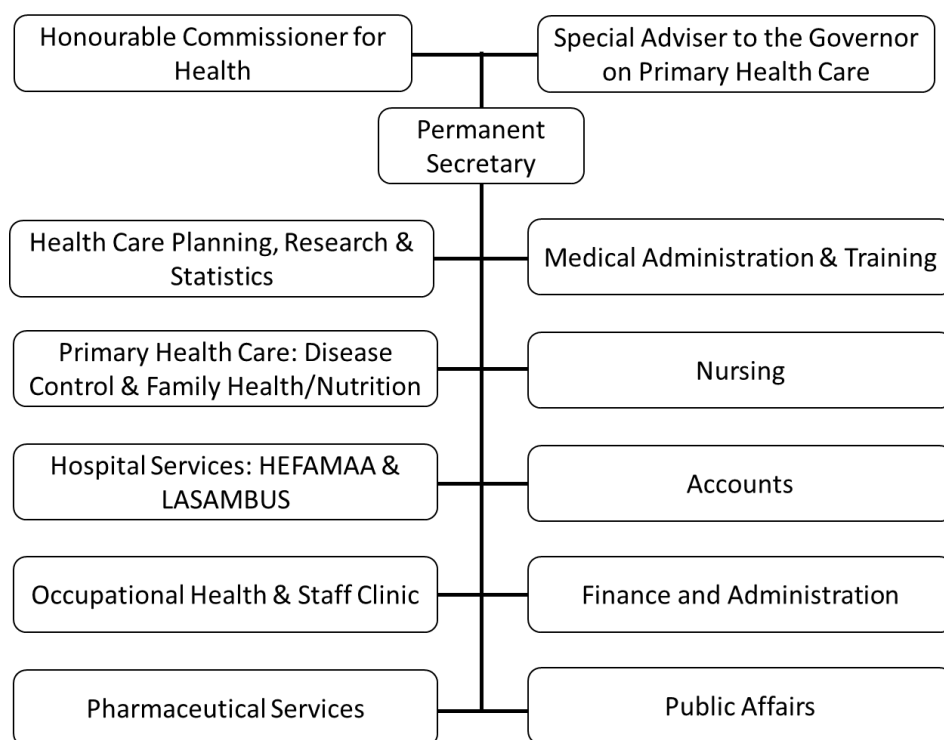 Honourable Commissioner for
Health
Special Adviser to the Governor
on Primary Health Care
Permanent
Secretary
Health Care Planning, Research &
Statistics
Medical Administration & Training
Primary Health Care: Disease
Control & Family Health/Nutrition
Nursing
Hospital Services: HEFAMAA &
LASAMBUS
Accounts
Occupational Health & Staff Clinic
Finance and Administration
Pharmaceutical Services
Public Affairs